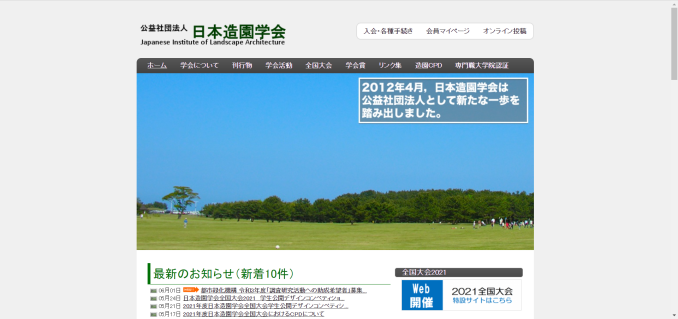 公益社団法人 日本造園学会
Japanese Institute of Landscape Architecture
入会・各種手続き 会員マイページ オンライン投稿
ホーム 学会について 刊行物 学会活動 全国大会 学会賞 リンク集 造園CPD 専門職大学院認証
2012年4月，日本造園学会は
公益社団法人として新たな一歩を
踏み出しました。
最新のお知らせ（新着10件）
06月01日 都市緑化機構 令和3年度「調査研究活動への助成希望者」募集...
05月24日 日本造園学会全国大会2021 学生公開デザインコンペティショ...
05月21日 2021年度日本造園学会全国大会学生公開デザインコンペティシ...
05月17日 2021年度日本造園学会全国大会におけるCPDについて
全国大会2021
Web
開催
2021全国大会
特設サイトはこちら